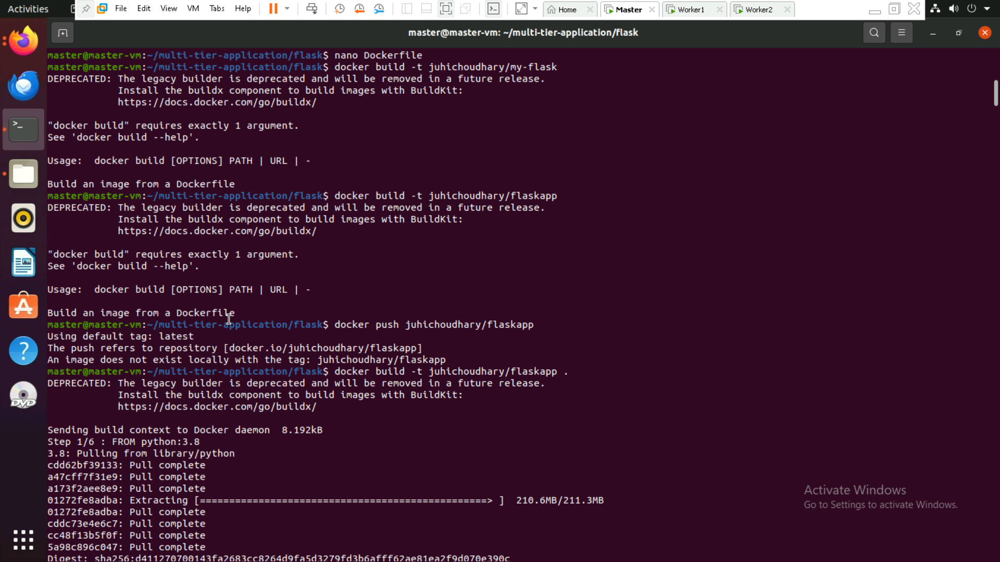 Activities
File Edit View VM Tabs Help
Home Master Worker1 Worker2
master@master-vm: ~/multi-tier-application/flask
master@master-vm:~/multi-tier-application/flask$ nano Dockerfile
master@master-vm:~/multi-tier-application/flask$ docker build -t juhichoudhary/my-flask
DEPRECATED: The legacy builder is deprecated and will be removed in a future release.
Install the buildx component to build images with BuildKit:
https://docs.docker.com/go/buildx/
"docker build" requires exactly 1 argument.
See 'docker build --help'.
Usage:  docker build [OPTIONS] PATH | URL | -
Build an image from a Dockerfile
master@master-vm:~/multi-tier-application/flask$ docker build -t juhichoudhary/flaskapp
DEPRECATED: The legacy builder is deprecated and will be removed in a future release.
Install the buildx component to build images with BuildKit:
https://docs.docker.com/go/buildx/
"docker build" requires exactly 1 argument.
See 'docker build --help'.
Usage:  docker build [OPTIONS] PATH | URL | -
Build an image from a Dockerfile
master@master-vm:~/multi-tier-application/flask$ docker push juhichoudhary/flaskapp
Using default tag: latest
The push refers to repository [docker.io/juhichoudhary/flaskapp]
An image does not exist locally with the tag: juhichoudhary/flaskapp
master@master-vm:~/multi-tier-application/flask$ docker build -t juhichoudhary/flaskapp .
DEPRECATED: The legacy builder is deprecated and will be removed in a future release.
Install the buildx component to build images with BuildKit:
https://docs.docker.com/go/buildx/
Sending build context to Docker daemon  8.192kB
Step 1/6 : FROM python:3.8
3.8: Pulling from library/python
cdd62bf39133: Pull complete
a47cff7f31e9: Pull complete
a173f2aee8e9: Pull complete
01272fe8adba: Extracting [=================================================> ]  210.6MB/211.3MB
01272fe8adba: Pull complete
cddc73e4e6c7: Pull complete
cc48f13b5f0f: Pull complete
5a98c896c047: Pull complete
Digest: sha256:d411270700143fa2683cc8264d9fa5d3279fd3b6afff62ae81ea2f9d070e390c
Activate Windows
Go to Settings to activate Windows.
DVD